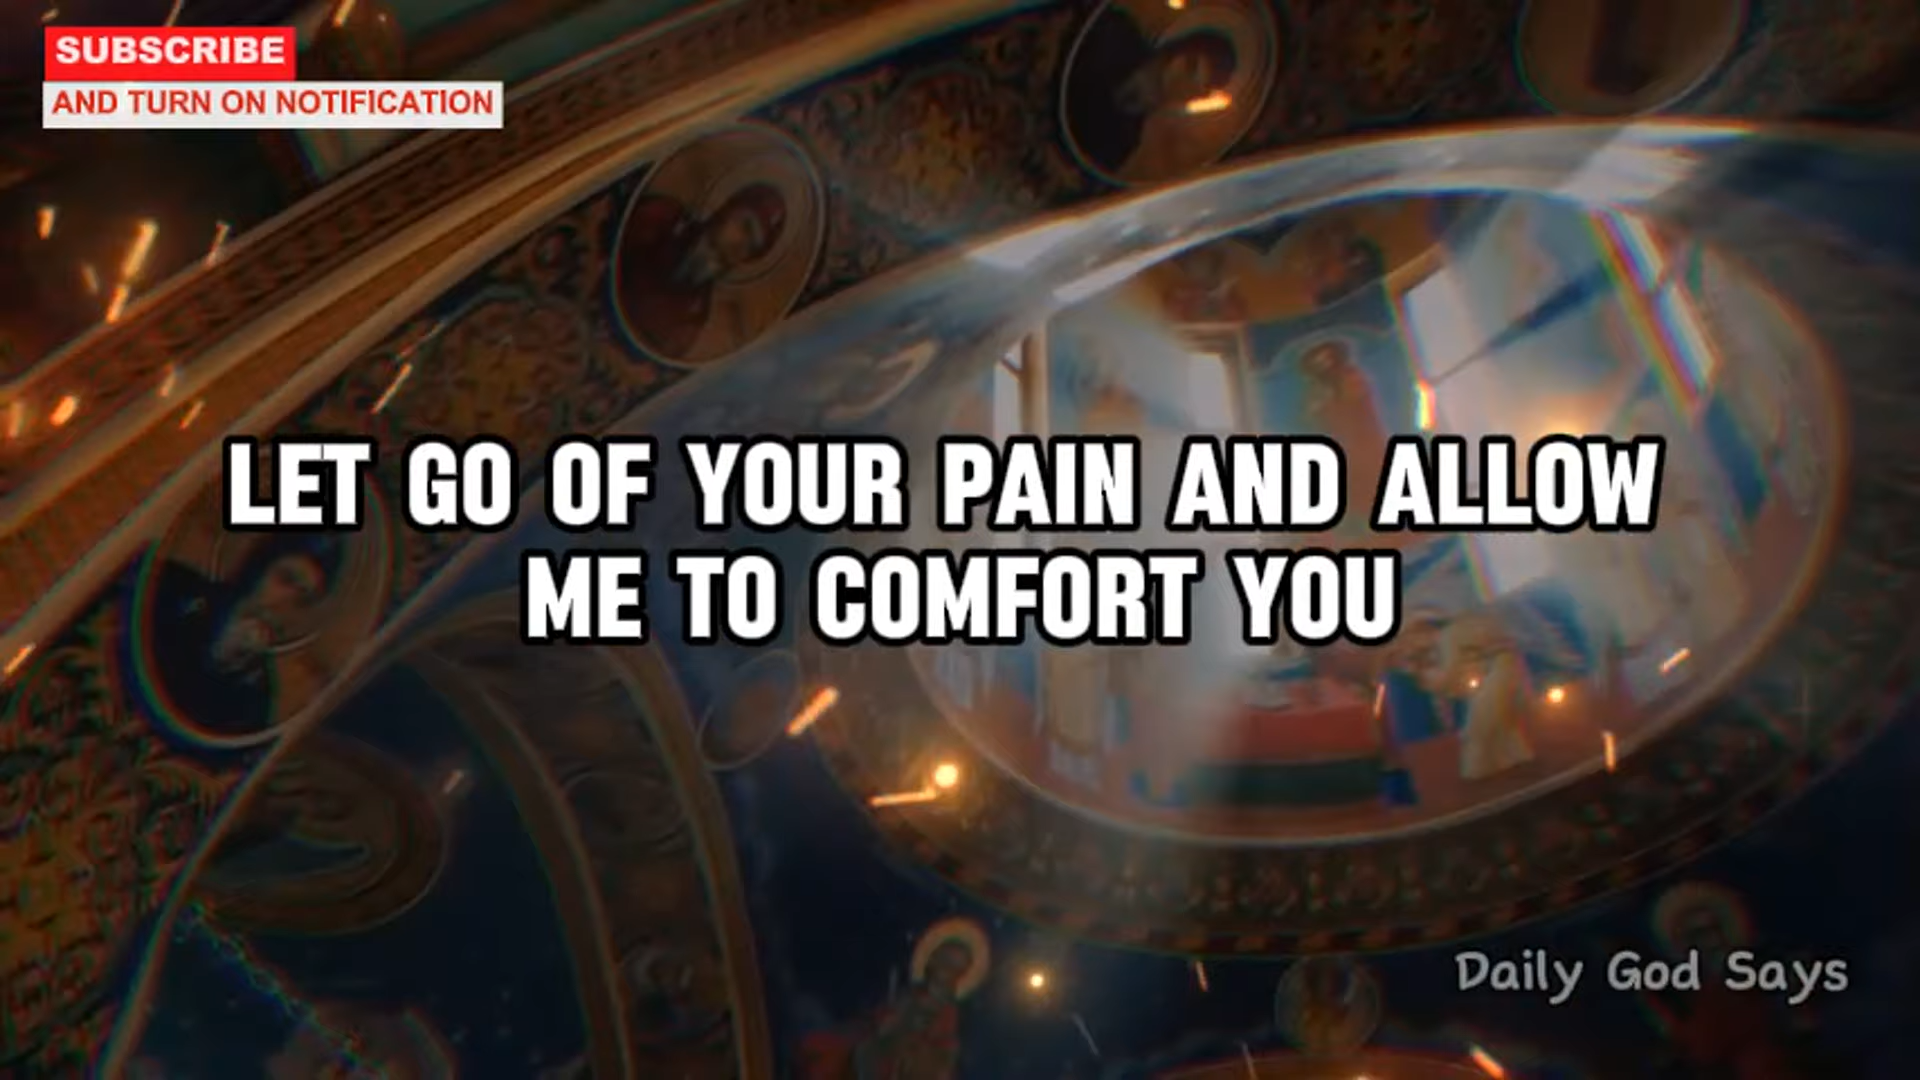 SUBSCRIBE
AND TURN ON NOTIFICATION
LET GO OF YOUR PAIN AND ALLOW
ME TO COMFORT YOU
Daily God Says